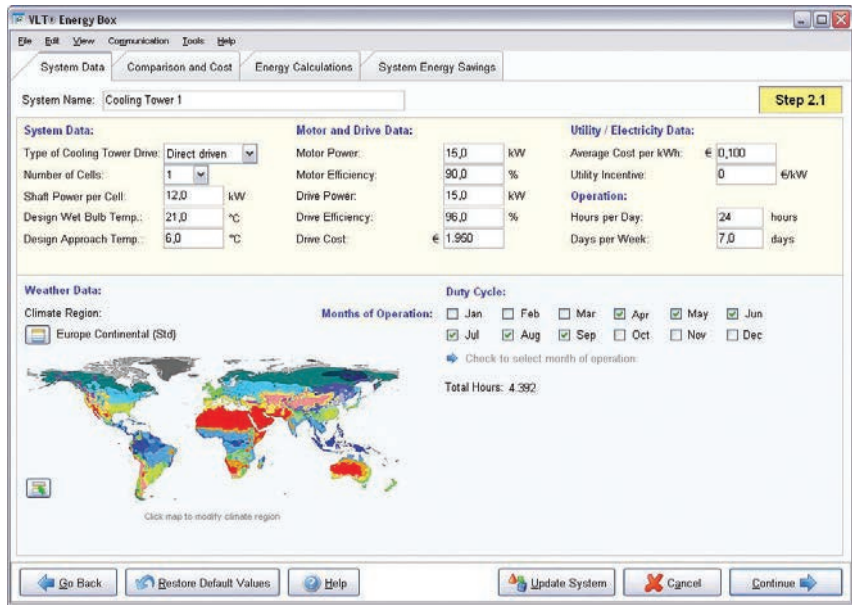 VLT® Energy Box
File Edit View Communication Tools Help
System Data Comparison and Cost Energy Calculations System Energy Savings
System Name: Cooling Tower 1 Step 2.1
System Data:
Type of Cooling Tower Drive: Direct driven
Number of Cells: 1
Shaft Power per Cell: 12,0 kW
Design Wet Bulb Temp.: 21,0 °C
Design Approach Temp.: 6,0 °C
Motor and Drive Data:
Motor Power: 15,0 kW
Motor Efficiency: 90,0 %
Drive Power: 15,0 kW
Drive Efficiency: 96,0 %
Drive Cost: € 1.950
Utility / Electricity Data:
Average Cost per kWh: € 0,100
Utility Incentive: 0 €/kW
Operation:
Hours per Day: 24 hours
Days per Week: 7,0 days
Weather Data:
Climate Region:
Europe Continental (Std)
Click map to modify climate region
Duty Cycle:
Months of Operation: Jan Feb Mar Apr May Jun
Jul Aug Sep Oct Nov Dec
Check to select month of operation
Total Hours: 4.392
Go Back Restore Default Values Help Update System Cancel Continue